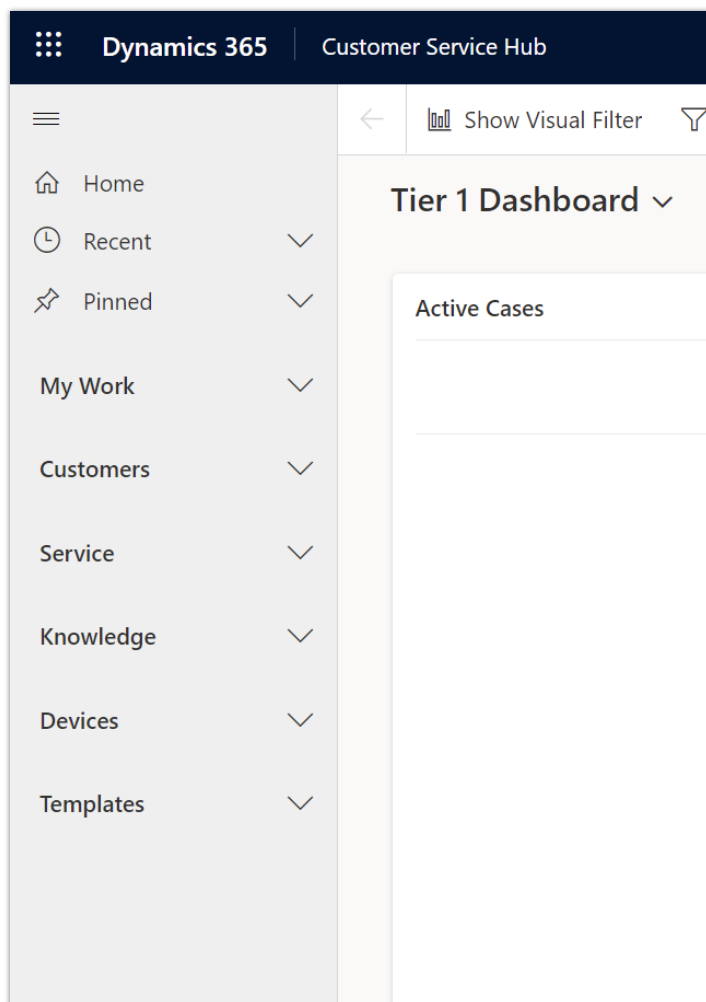 Dynamics 365
Customer Service Hub
Show Visual Filter
Home
Recent
Pinned
My Work
Customers
Service
Knowledge
Devices
Templates
Tier 1 Dashboard
Active Cases